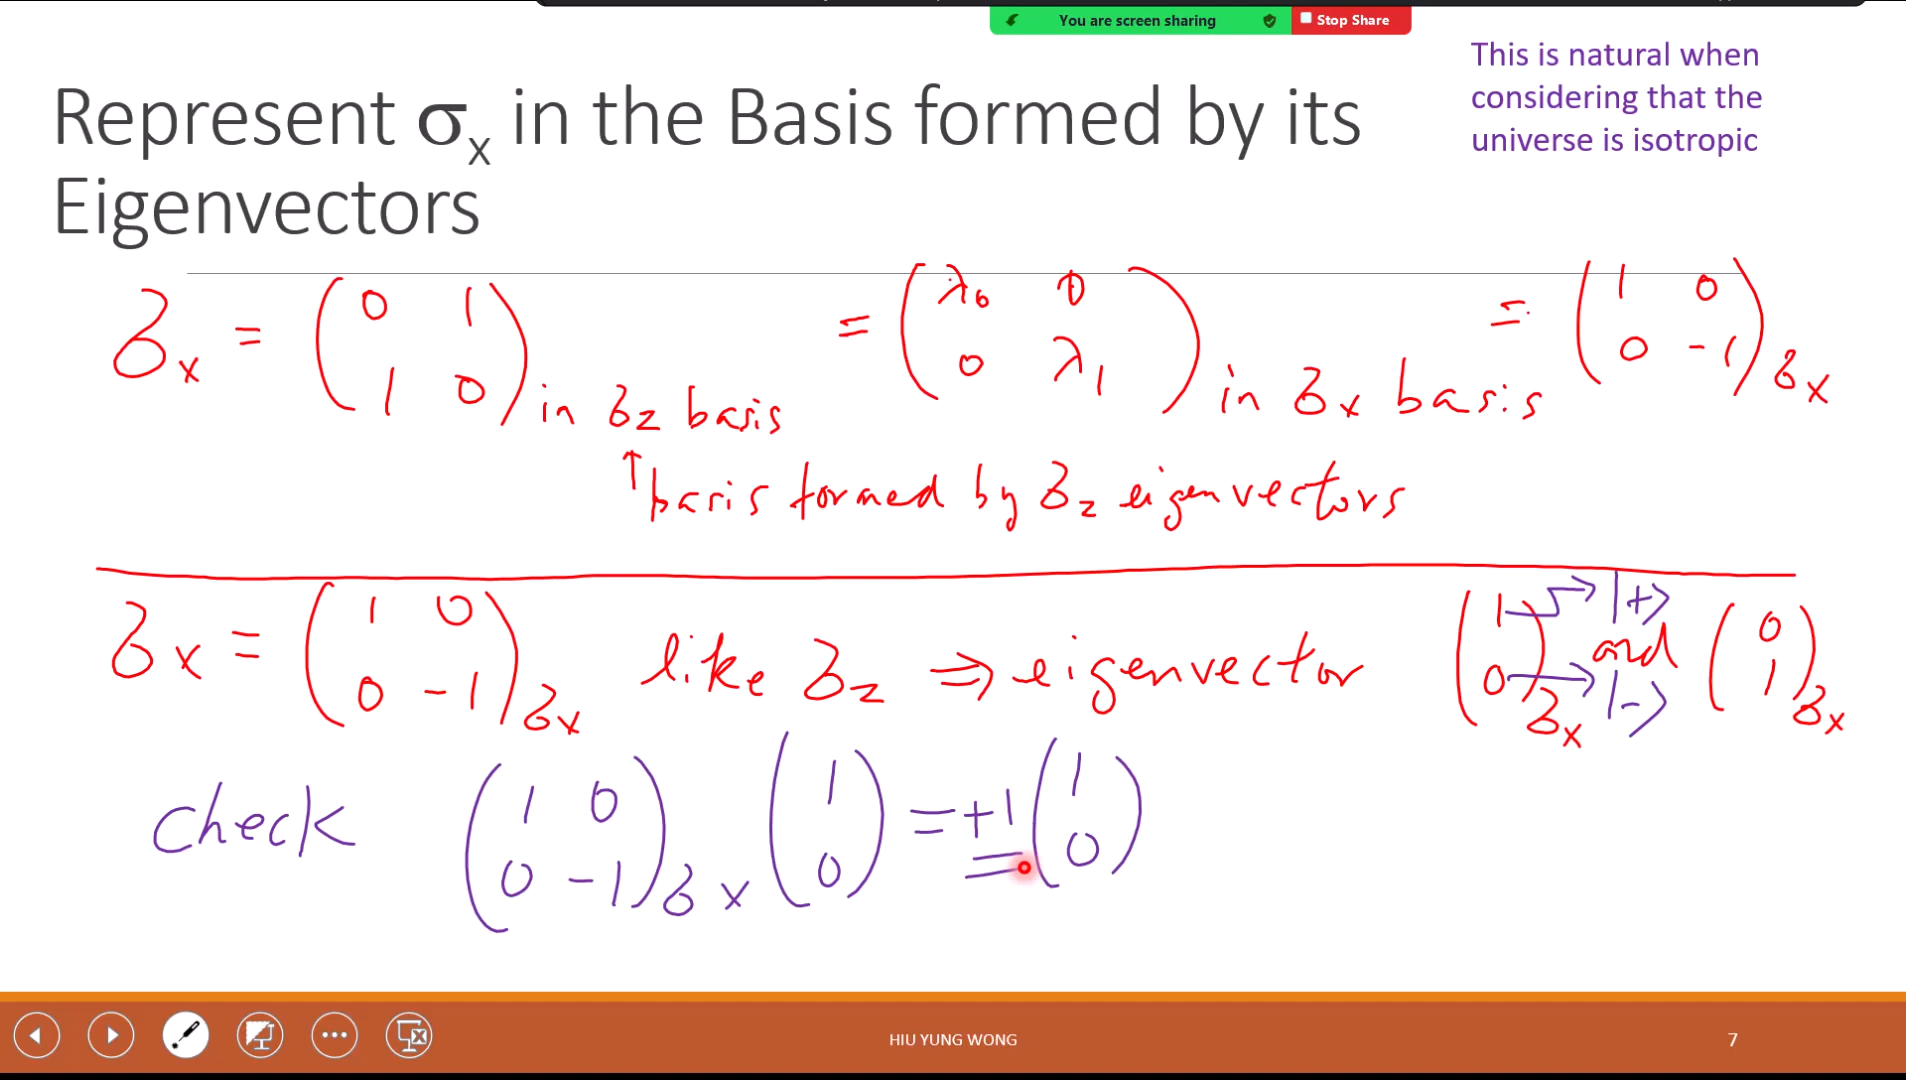 You are screen sharing Stop Share
This is natural when
considering that the
universe is isotropic
Represent σx in the Basis formed by its
Eigenvectors
σx = (0 1; 1 0) in σz basis = (λ0 0; 0 λ1) in σx basis = (1 0; 0 -1)σx
↑ basis formed by σz eigenvectors
σx = (1 0; 0 -1)σx like σz ⇒ eigenvector (1; 0)σx and (0; 1)σx
→ |+>
→ |->
check (1 0; 0 -1)σx (1; 0) = +1 (1; 0)
HIU YUNG WONG
7